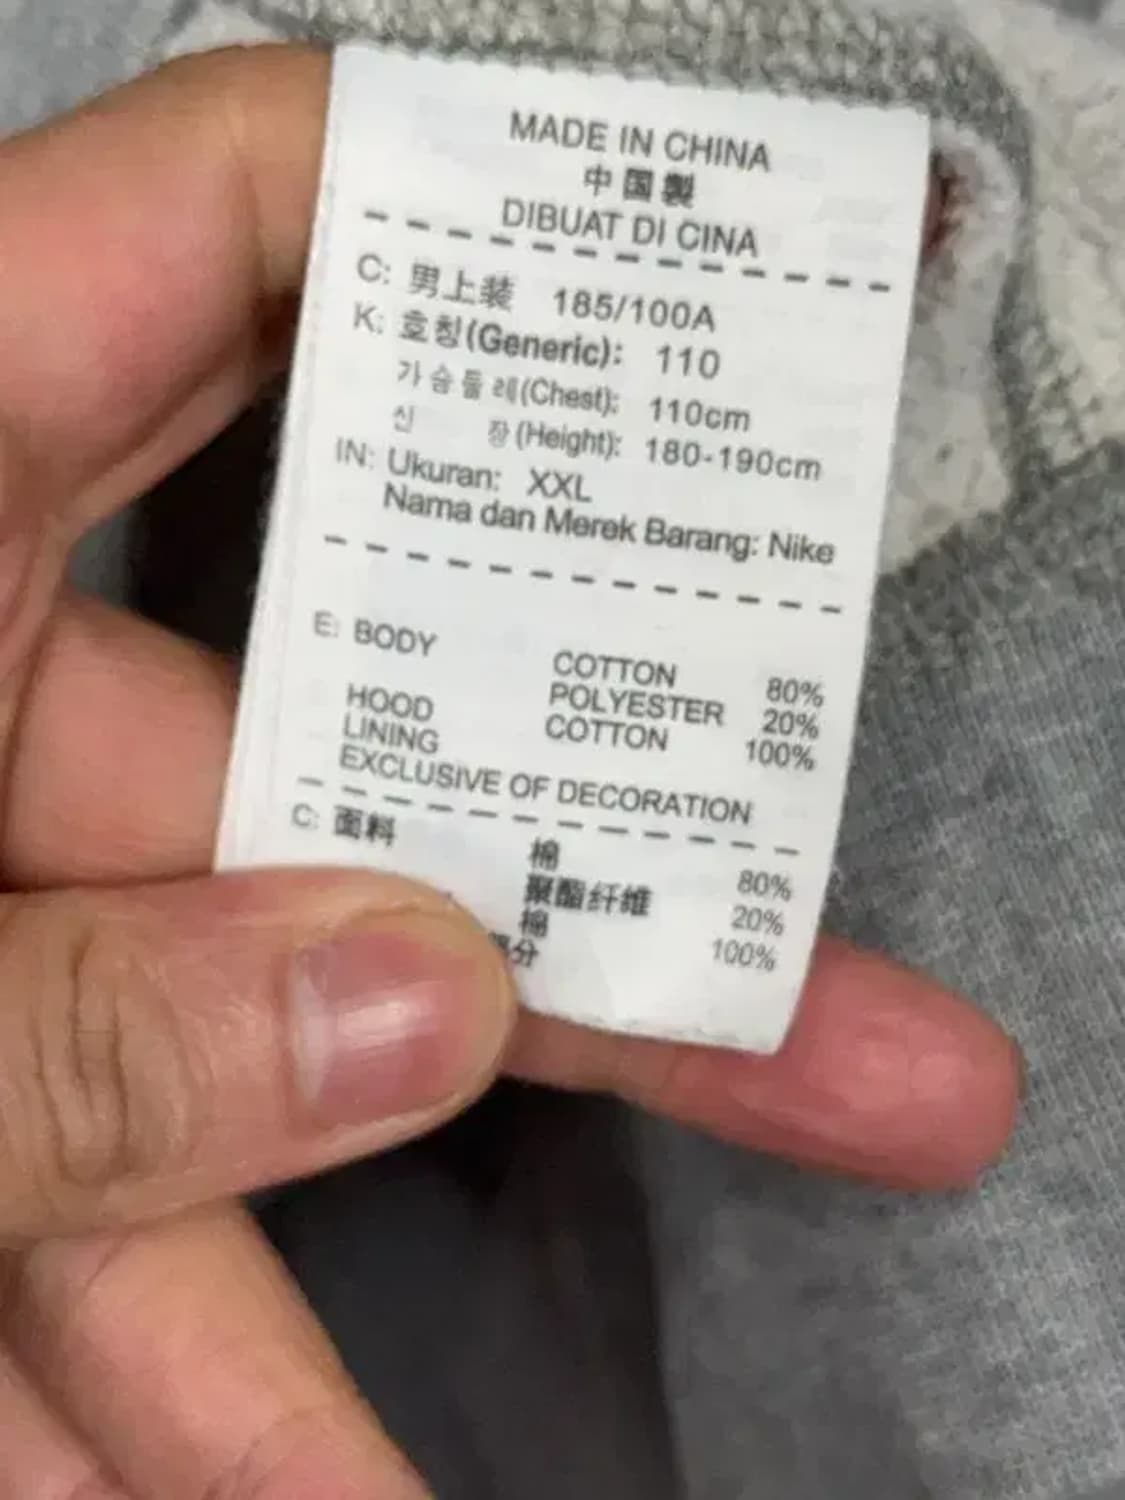 MADE IN CHINA
中国製
DIBUAT DI CINA
C: 男上装 185/100A
K: 호칭(Generic): 110
가슴둘레(Chest): 110cm
신 장(Height): 180-190cm
IN: Ukuran: XXL
Nama dan Merek Barang: Nike
E: BODY
COTTON 80%
POLYESTER 20%
HOOD COTTON 100%
LINING
EXCLUSIVE OF DECORATION
C: 面料
棉 80%
聚酯纤维 20%
棉 100%
部分